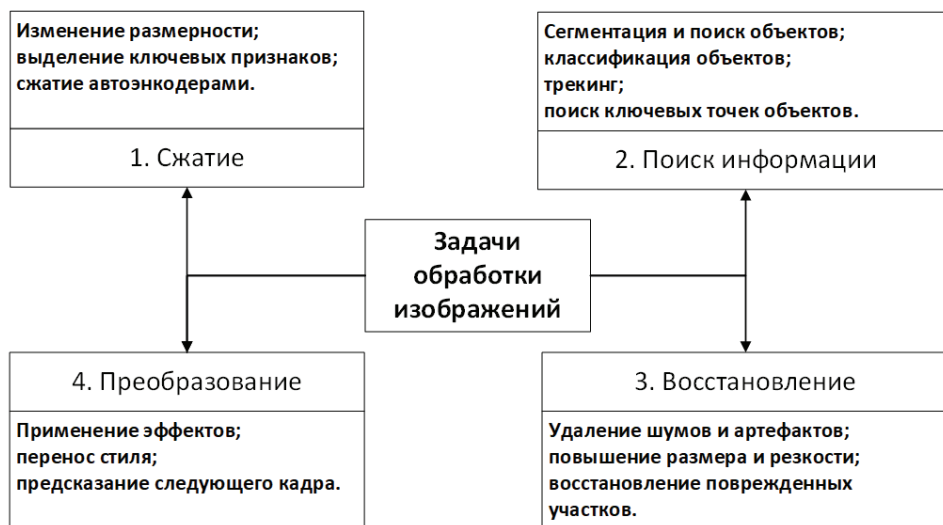 Изменение размерности;
выделение ключевых признаков;
сжатие автоэнкодерами.
1. Сжатие
Сегментация и поиск объектов;
классификация объектов;
трекинг;
поиск ключевых точек объектов.
2. Поиск информации
Задачи
обработки
изображений
4. Преобразование
Применение эффектов;
перенос стиля;
предсказание следующего кадра.
3. Восстановление
Удаление шумов и артефактов;
повышение размера и резкости;
восстановление поврежденных
участков.